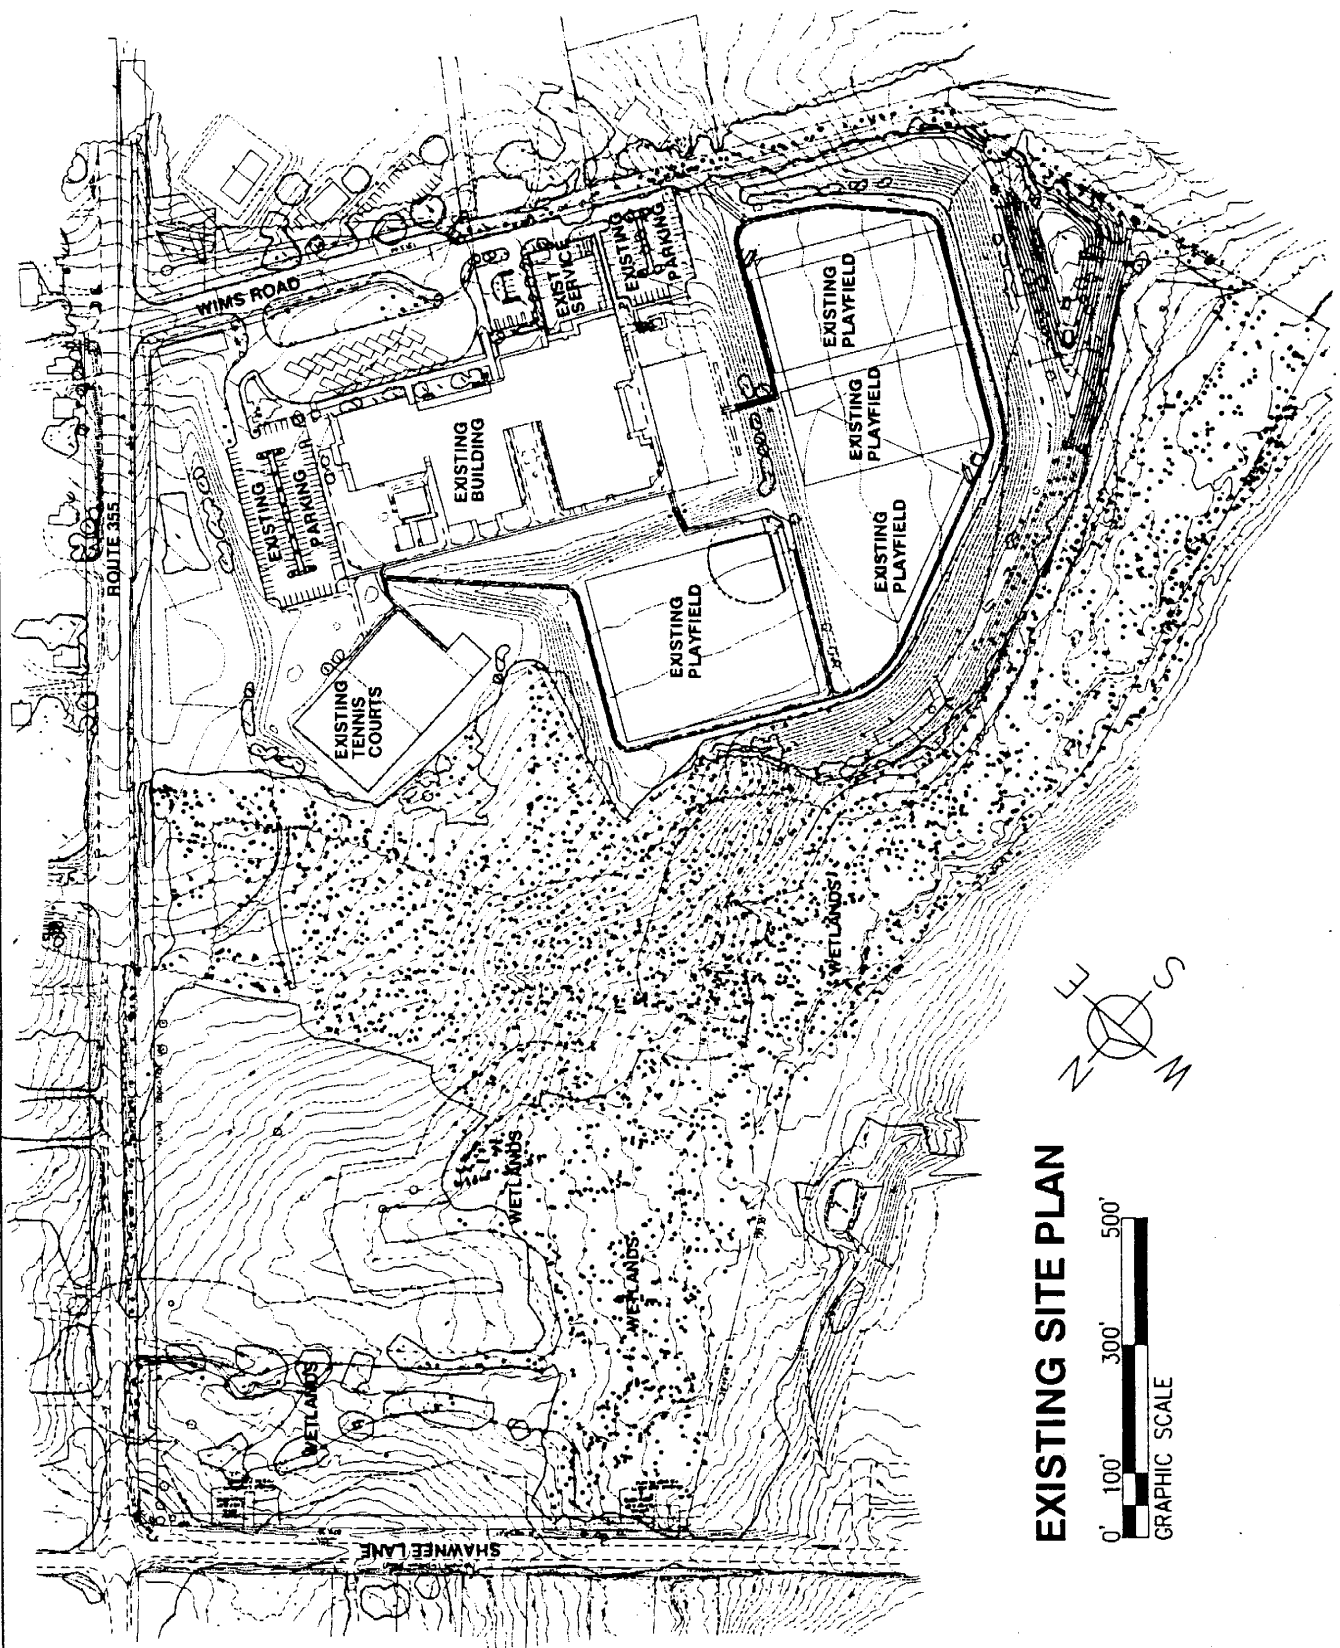 WIMS ROAD
ROUTE 355
EXISTING
PARKING
EXIST
SERVICE
EXISTING
PARKING
EXISTING
BUILDING
EXISTING
PLAYFIELD
EXISTING
PLAYFIELD
EXISTING
PLAYFIELD
EXISTING
PLAYFIELD
EXISTING
TENNIS
COURTS
WETLANDS
WETLANDS
WETLANDS
WETLANDS
SHAWNEE LANE
N
E
S
W
EXISTING SITE PLAN
0' 100' 300' 500'
GRAPHIC SCALE